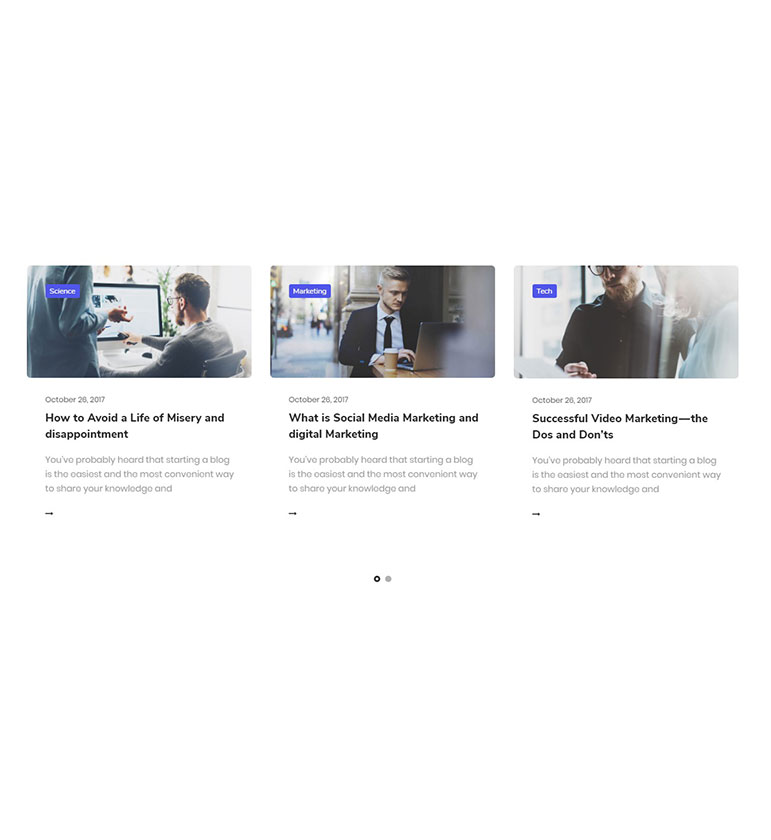 Science
October 26, 2017
How to Avoid a Life of Misery and
disappointment
You've probably heard that starting a blog
is the easiest and the most convenient way
to share your knowledge and
→
Marketing
October 26, 2017
What is Social Media Marketing and
digital Marketing
You've probably heard that starting a blog
is the easiest and the most convenient way
to share your knowledge and
→
Tech
October 26, 2017
Successful Video Marketing—the
Dos and Don'ts
You've probably heard that starting a blog
is the easiest and the most convenient way
to share your knowledge and
→